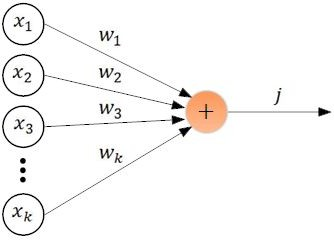 x₁
w₁
x₂
w₂
x₃
w₃
xₖ
wₖ
+
j